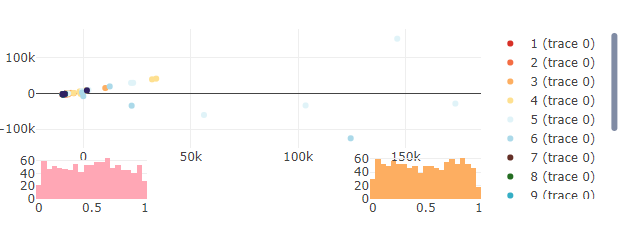 100k
0
−100k
0
50k
100k
150k
60
40
20
0
0
0.5
1
60
40
20
0
0
0.5
1
1 (trace 0)
2 (trace 0)
3 (trace 0)
4 (trace 0)
5 (trace 0)
6 (trace 0)
7 (trace 0)
8 (trace 0)
9 (trace 0)